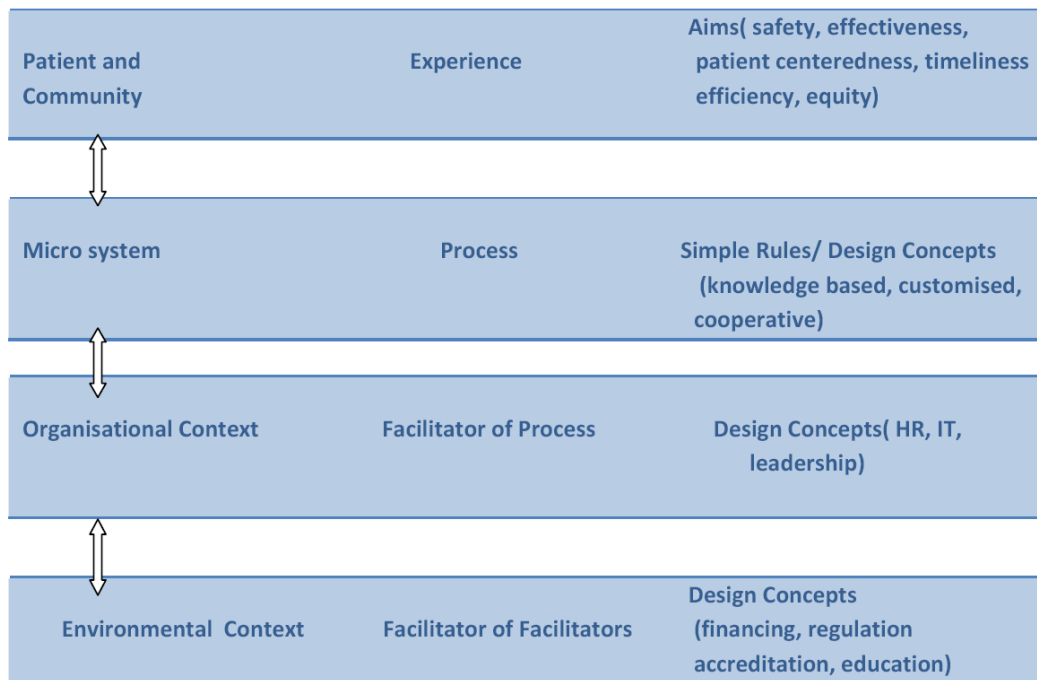 Patient and
Community
Experience
Aims( safety, effectiveness,
patient centeredness, timeliness
efficiency, equity)
Micro system
Process
Simple Rules/ Design Concepts
(knowledge based, customised,
cooperative)
Organisational Context
Facilitator of Process
Design Concepts( HR, IT,
leadership)
Environmental Context
Facilitator of Facilitators
Design Concepts
(financing, regulation
accreditation, education)